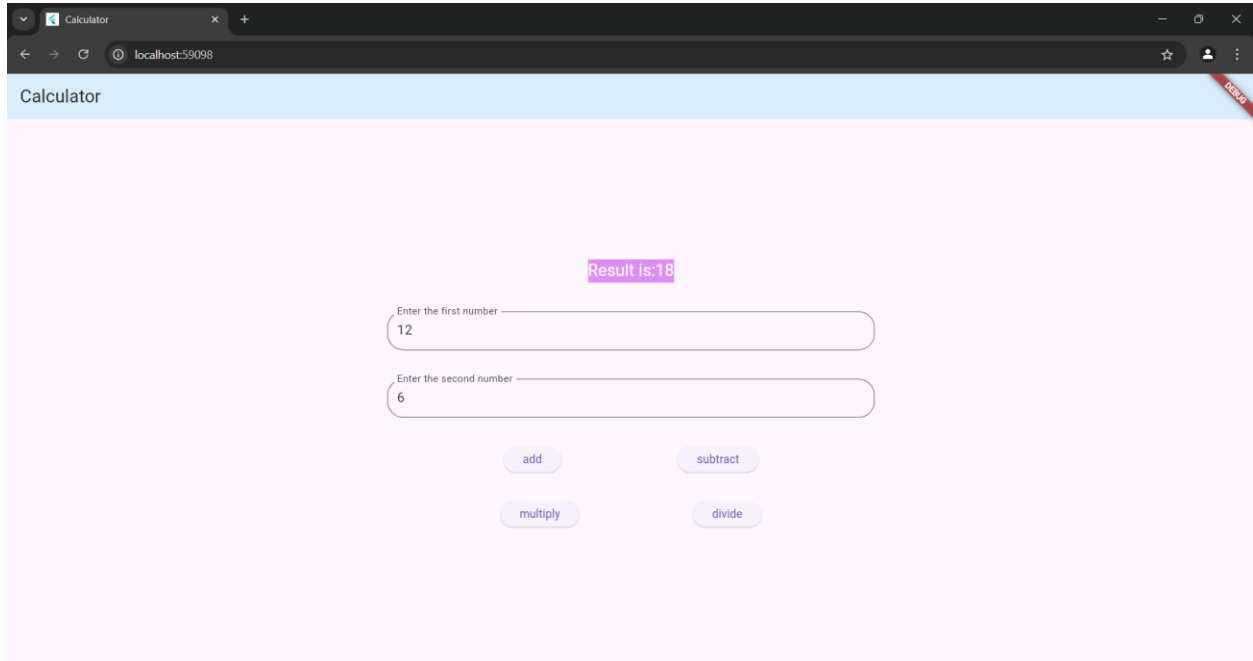 Calculator
localhost:59098
Calculator
DEBUG
Result is:18
Enter the first number
12
Enter the second number
6
add subtract
multiply divide